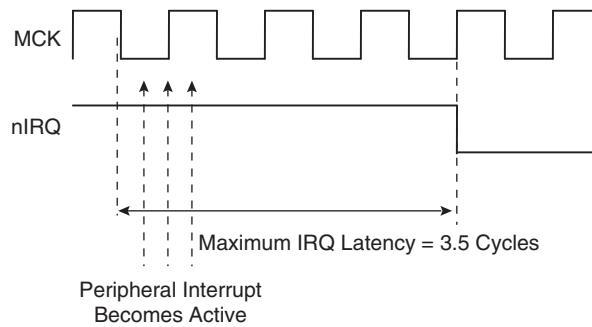 MCK
nIRQ
Maximum IRQ Latency = 3.5 Cycles
Peripheral Interrupt
Becomes Active